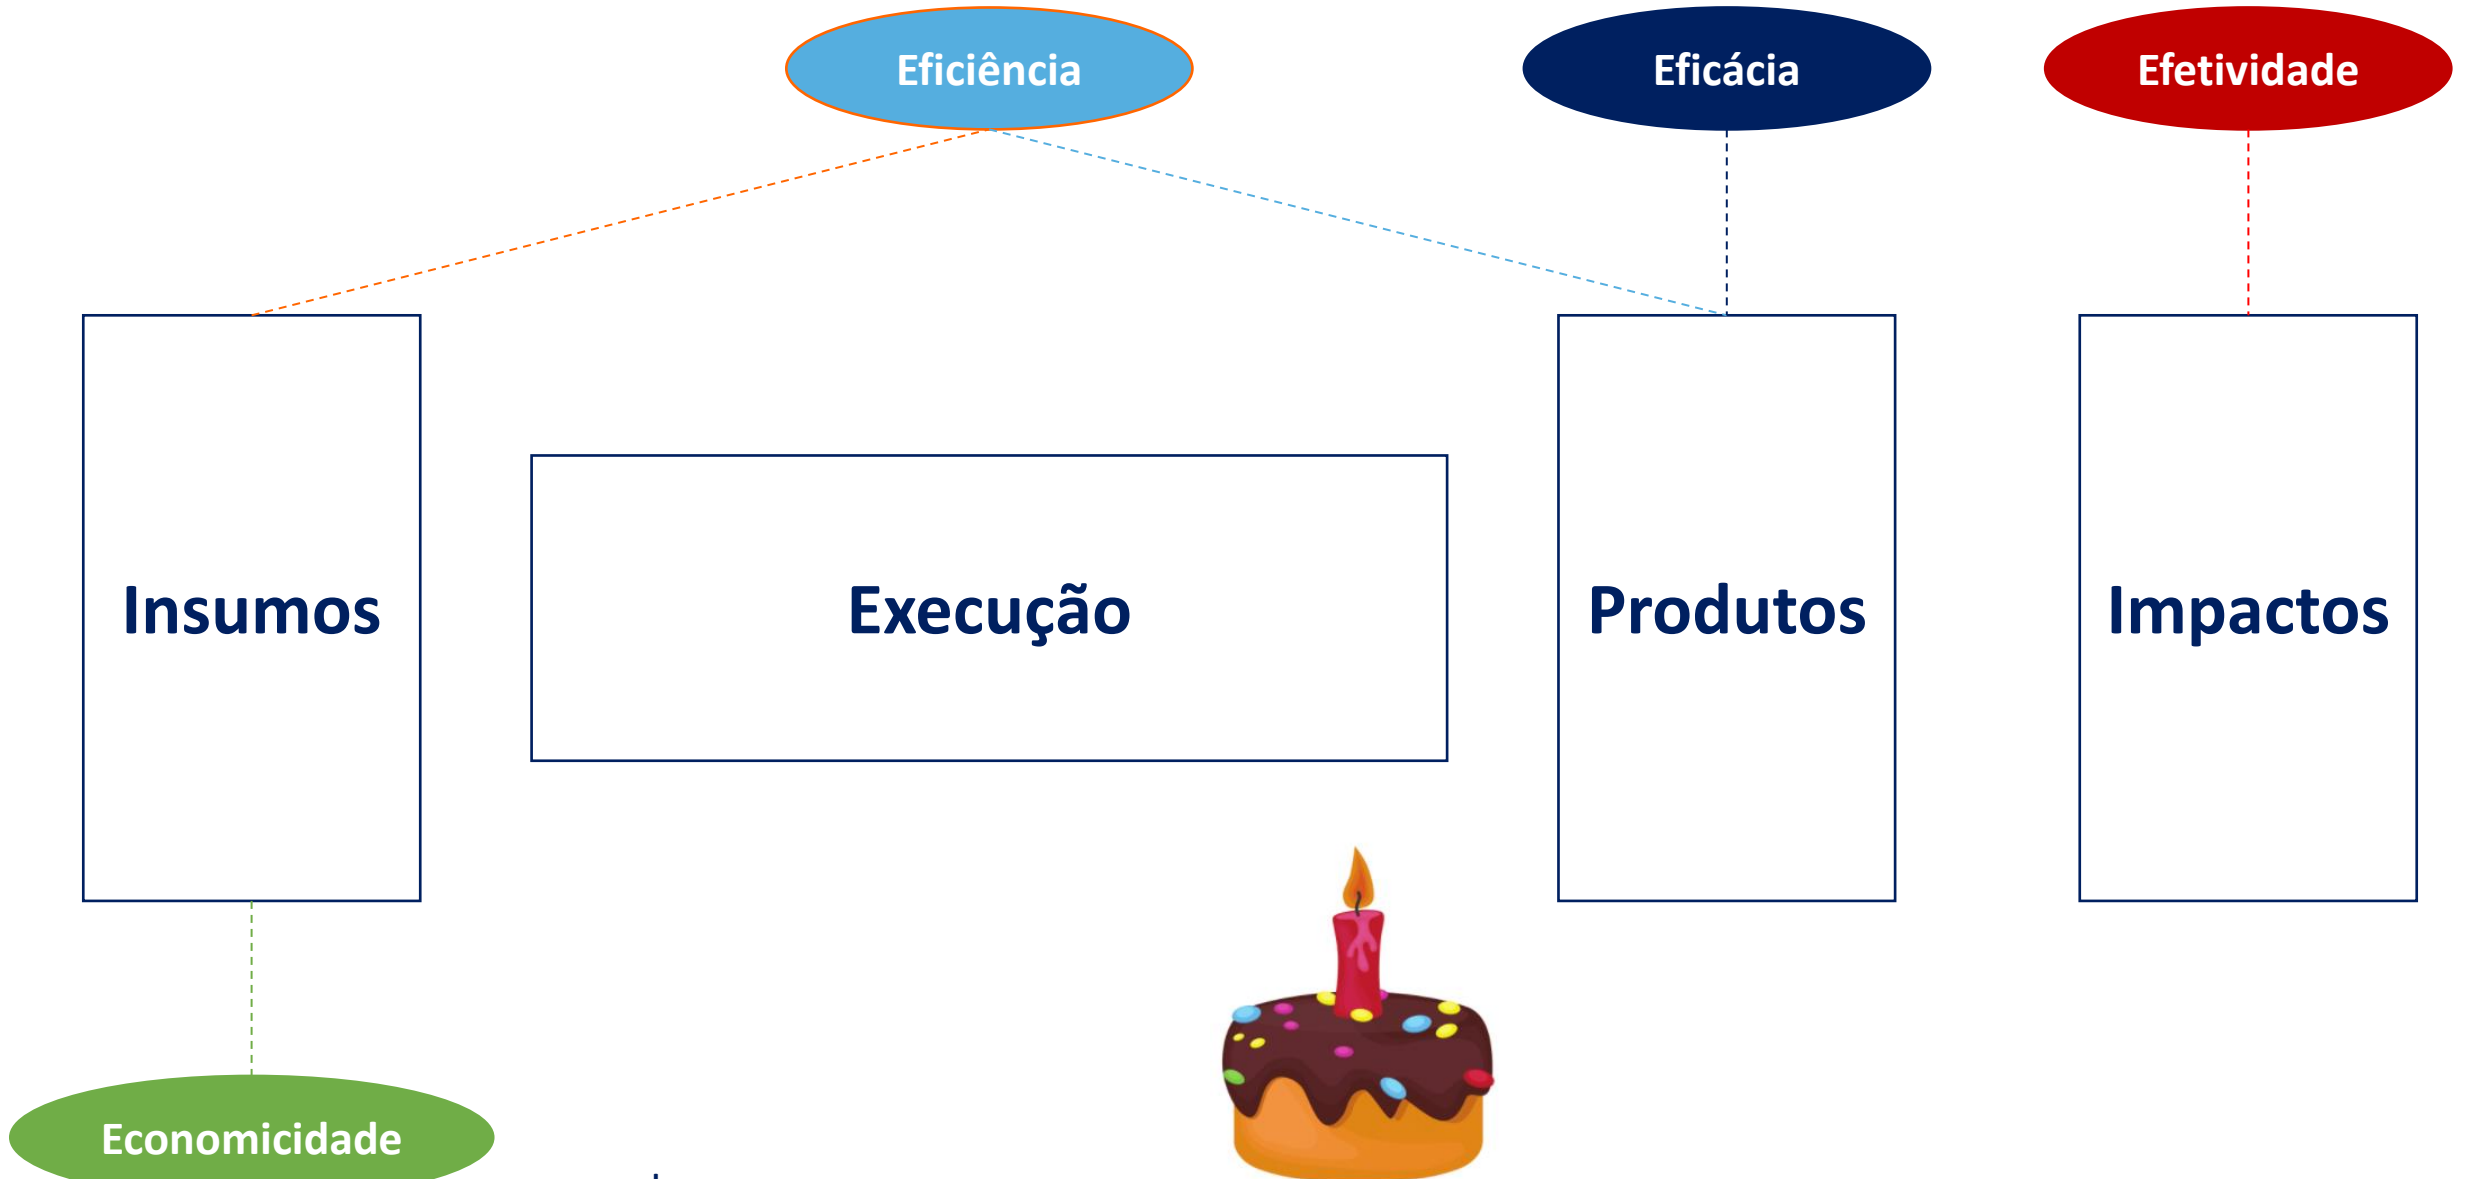 Eficiência
Eficácia
Efetividade
Insumos
Execução
Produtos
Impactos
Economicidade